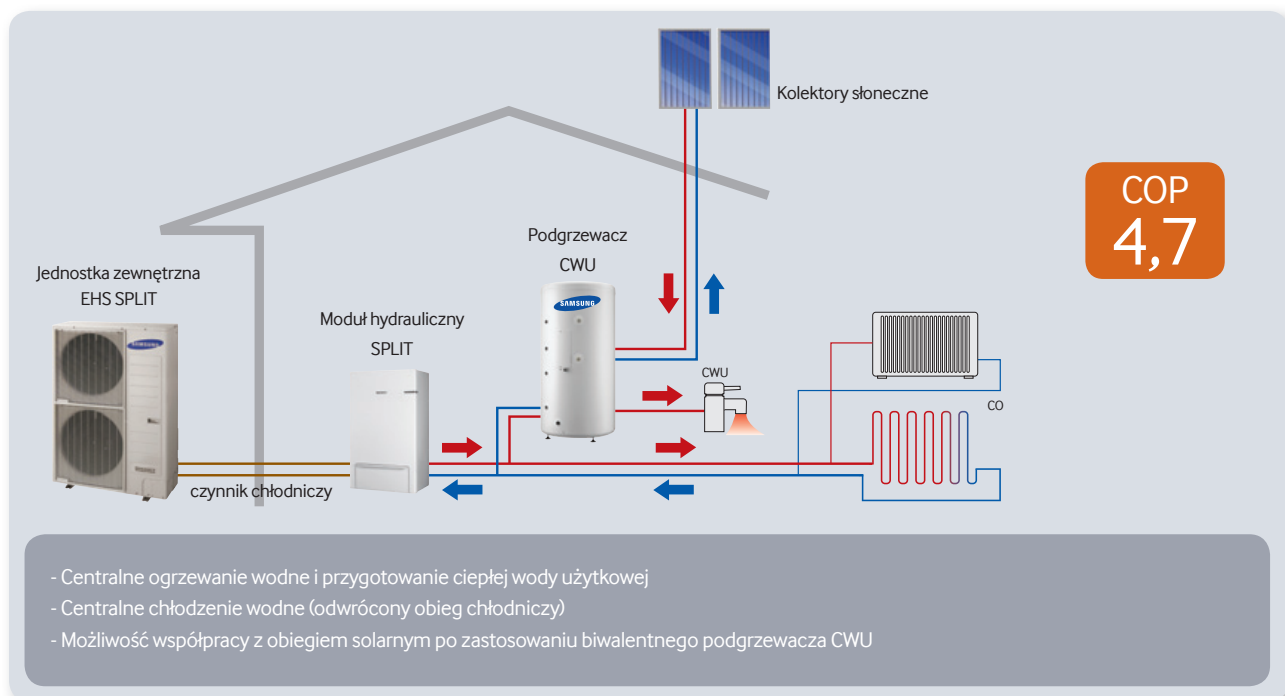 Kolektory słoneczne
COP
4,7
Podgrzewacz
CWU
Jednostka zewnętrzna
EHS SPLIT
SAMSUNG
Moduł hydrauliczny
SPLIT
SAMSUNG
CWU
CO
czynnik chłodniczy
- Centralne ogrzewanie wodne i przygotowanie ciepłej wody użytkowej
- Centralne chłodzenie wodne (odwrócony obieg chłodniczy)
- Możliwość współpracy z obiegiem solarnym po zastosowaniu biwalentnego podgrzewacza CWU